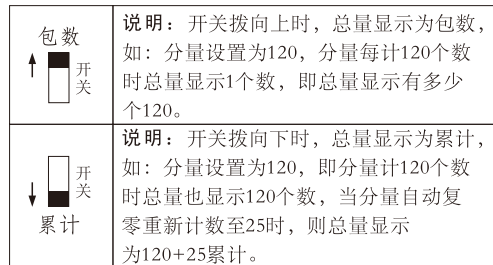 包数
开
关
说明：开关拨向上时，总量显示为包数，
如：分量设置为120，分量每计120个数
时总量显示1个数，即总量显示有多少
个120。
开
关
累计
说明：开关拨向下时，总量显示为累计，
如：分量设置为120，即分量计120个数
时总量也显示120个数，当分量自动复
零重新计数至25时，则总量显示
为120+25累计。